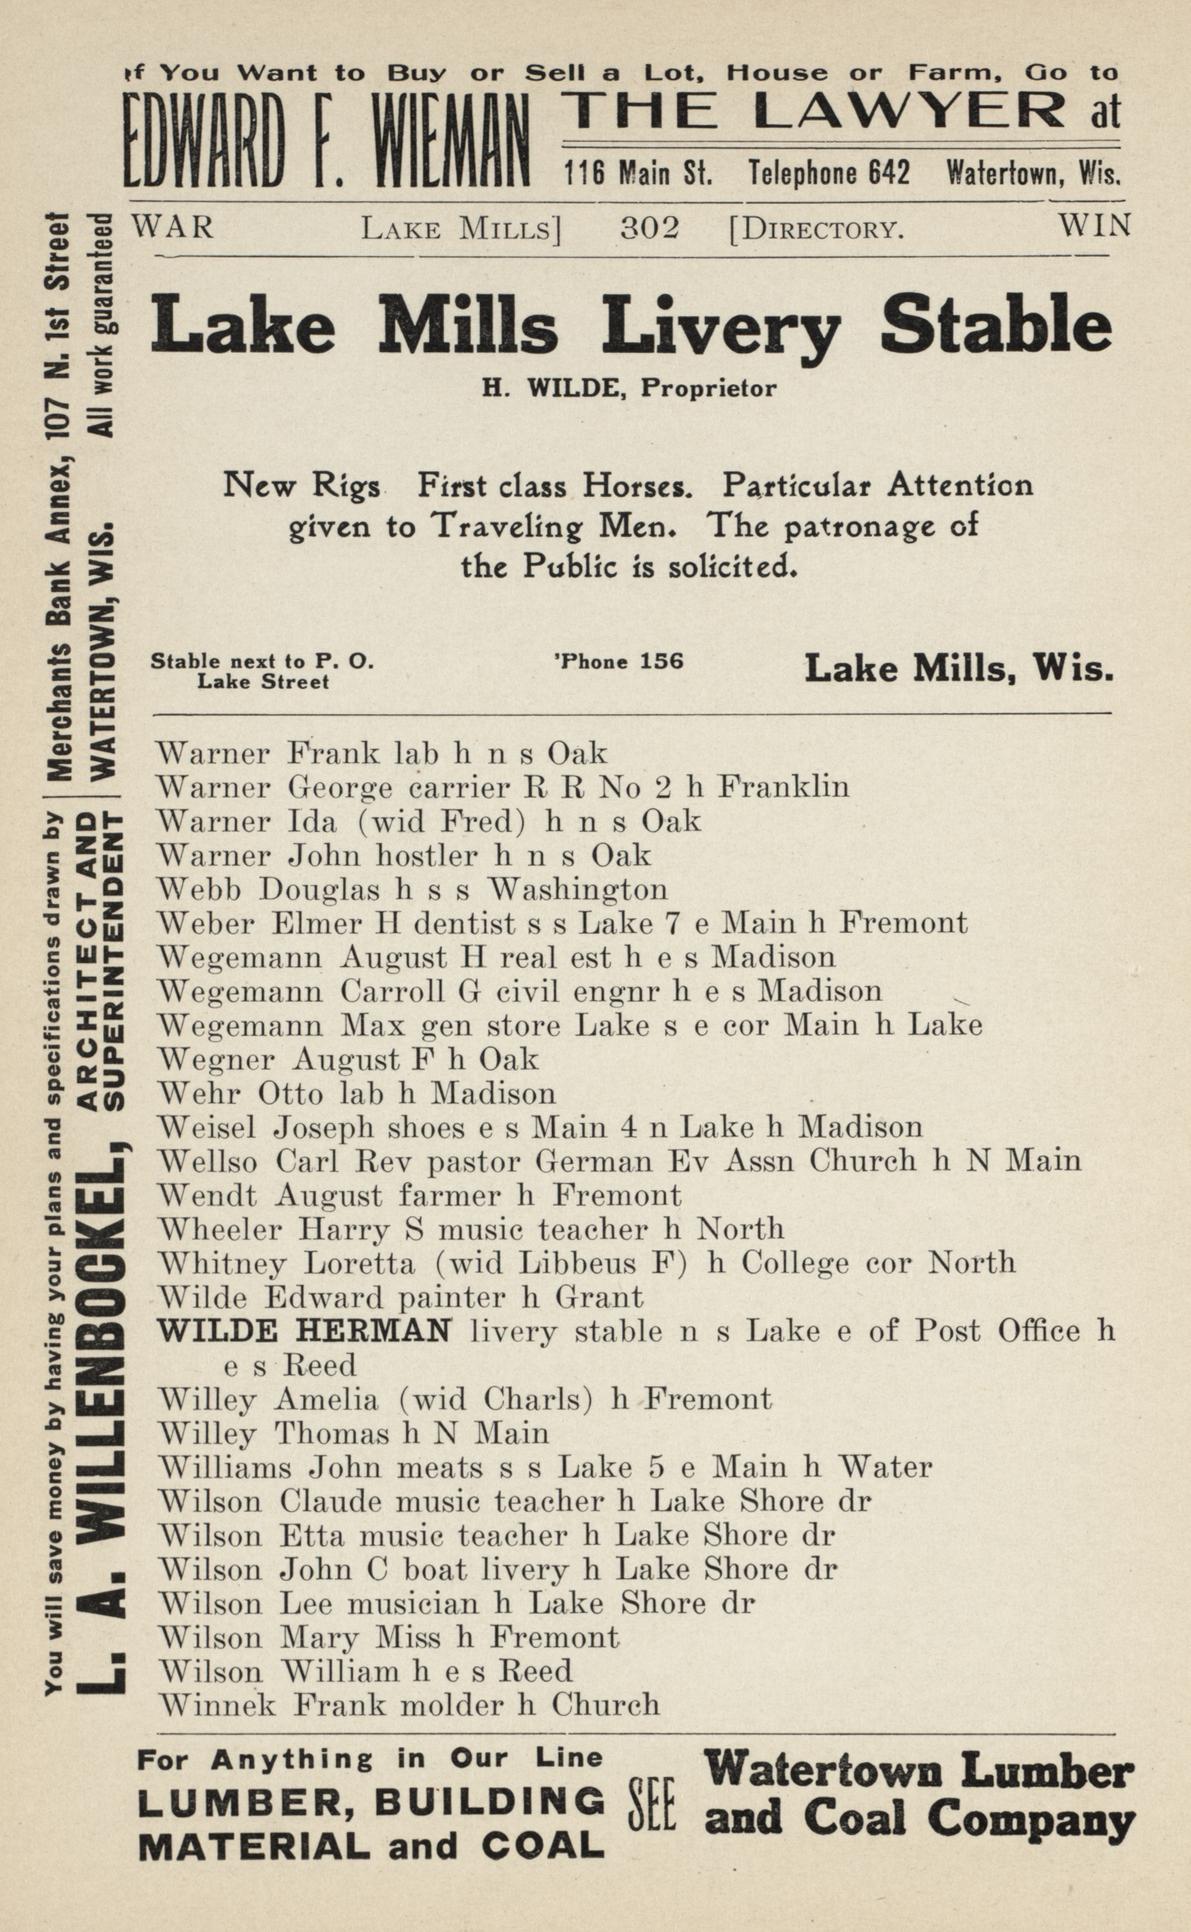 If You Want to Buy or Sell a Lot, House or Farm, Go to
EDWARD F. WIEMAN THE LAWYER at
116 Main St. Telephone 642 Watertown, Wis.
WAR LAKE MILLS] 302 [DIRECTORY. WIN
Lake Mills Livery Stable
H. WILDE, Proprietor
New Rigs First class Horses. Particular Attention
given to Traveling Men. The patronage of
the Public is solicited.
Stable next to P. O. 'Phone 156 Lake Mills, Wis.
Lake Street
Warner Frank lab h n s Oak
Warner George carrier R R No 2 h Franklin
Warner Ida (wid Fred) h n s Oak
Warner John hostler h n s Oak
Webb Douglas h s s Washington
Weber Elmer H dentist s s Lake 7 e Main h Fremont
Wegemann August H real est h e s Madison
Wegemann Carroll G civil engnr h e s Madison
Wegemann Max gen store Lake s e cor Main h Lake
Wegner August F h Oak
Wehr Otto lab h Madison
Weisel Joseph shoes e s Main 4 n Lake h Madison
Wellso Carl Rev pastor German Ev Assn Church h N Main
Wendt August farmer h Fremont
Wheeler Harry S music teacher h North
Whitney Loretta (wid Libbeus F) h College cor North
Wilde Edward painter h Grant
WILDE HERMAN livery stable n s Lake e of Post Office h
e s Reed
Willey Amelia (wid Charls) h Fremont
Willey Thomas h N Main
Williams John meats s s Lake 5 e Main h Water
Wilson Claude music teacher h Lake Shore dr
Wilson Etta music teacher h Lake Shore dr
Wilson John C boat livery h Lake Shore dr
Wilson Lee musician h Lake Shore dr
Wilson Mary Miss h Fremont
Wilson William h e s Reed
Winnek Frank molder h Church
For Anything in Our Line
LUMBER, BUILDING
MATERIAL and COAL
SEE
Watertown Lumber
and Coal Company
You will save money by having your plans and specifications drawn by
L. A. WILLENBOCKEL,
ARCHITECT AND
SUPERINTENDENT
Merchants Bank Annex, 107 N. 1st Street
WATERTOWN, WIS. All work guaranteed